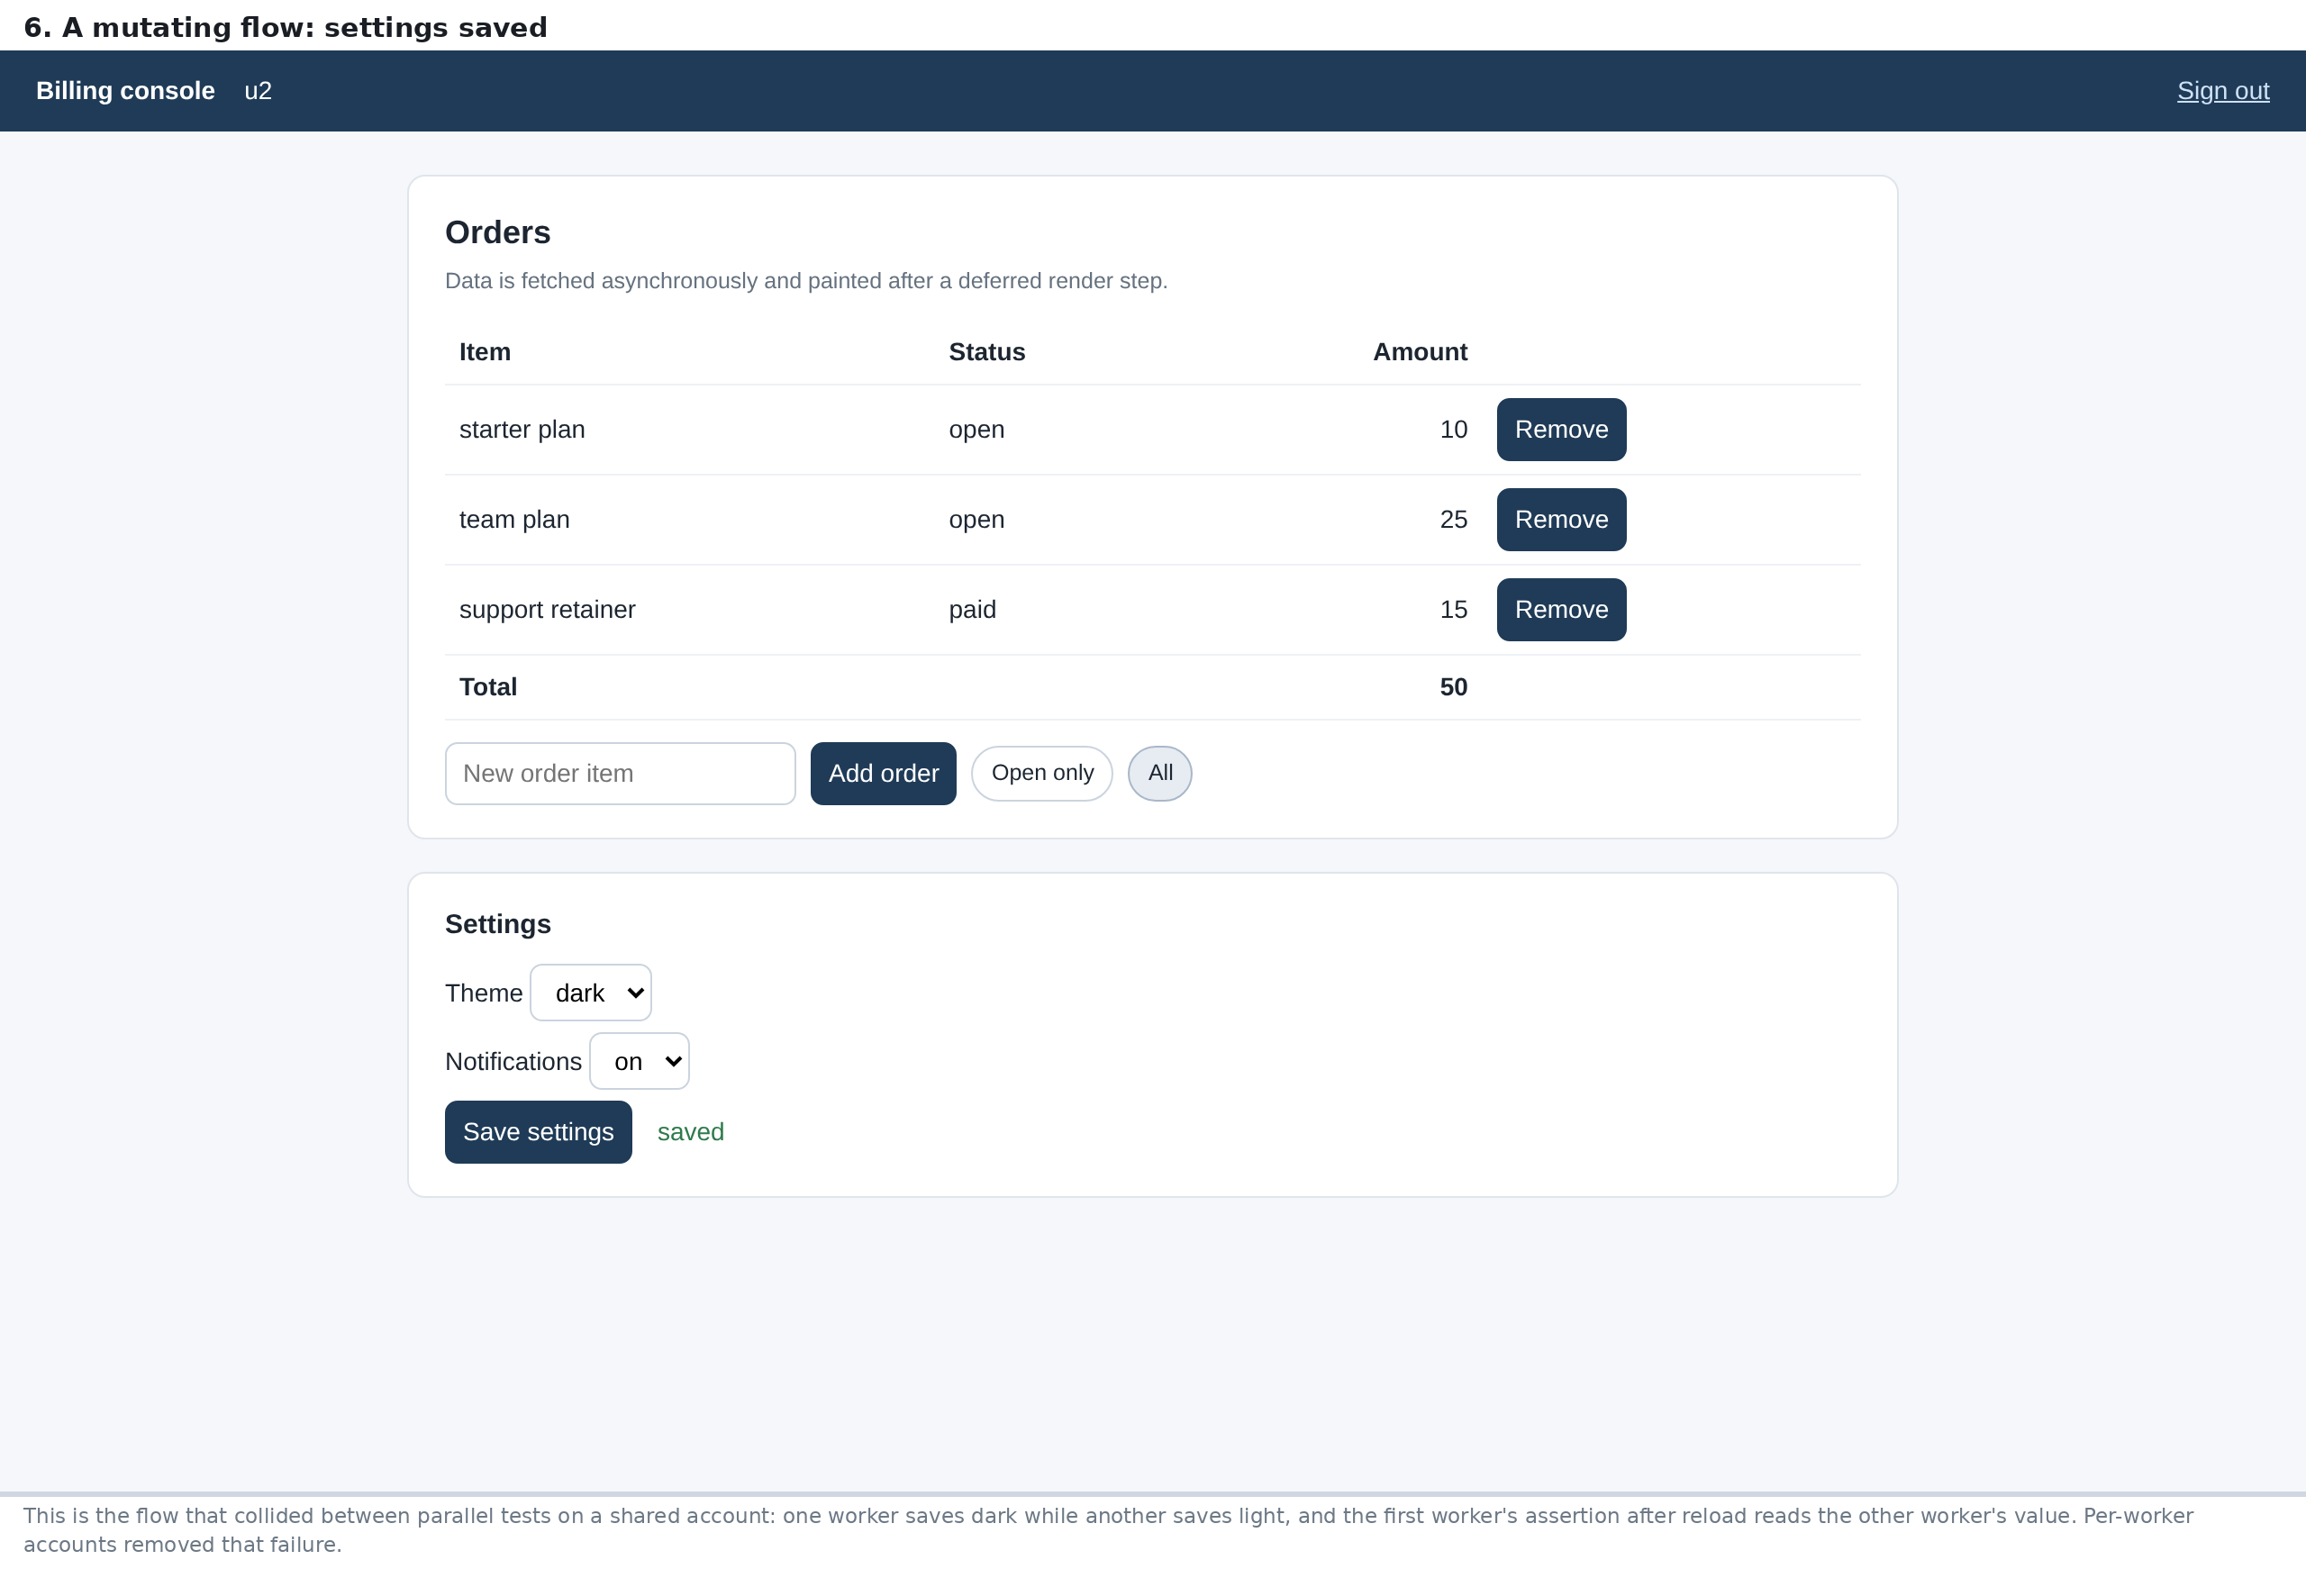 6. A mutating flow: settings saved
Billing console u2 Sign out
Orders
Data is fetched asynchronously and painted after a deferred render step.
Item Status Amount
starter plan open 10 Remove
team plan open 25 Remove
support retainer paid 15 Remove
Total 50
New order item Add order Open only All
Settings
Theme dark
Notifications on
Save settings saved
This is the flow that collided between parallel tests on a shared account: one worker saves dark while another saves light, and the first worker's assertion after reload reads the other worker's value. Per-worker
accounts removed that failure.